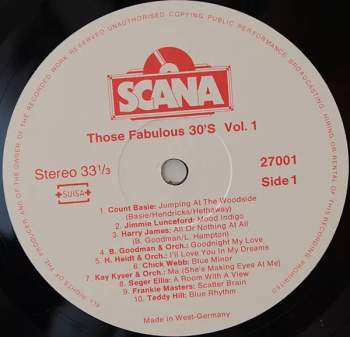 ALL RIGHTS OF THE PRODUCER AND OF THE OWNER OF THE RECORDED WORK RESERVED UNAUTHORISED COPYING PUBLIC PERFORMANCE BROADCASTING HIRING OR RENTAL OF THIS RECORDING PROHIBITED
SCANA
Those Fabulous 30'S Vol. 1
Stereo 33 1/3
27001
SUISA
Side 1
1. Count Basie: Jumping At The Woodside
(Basie/Hendricks/Hethaway)
2. Jimmie Lunceford: Mood Indigo
3. Harry James: All Or Nothing At All
(B. Goodman/L. Hampton)
4. B. Goodman & Orch.: Goodnight My Love
5. H. Heidt & Orch.: I'll Love You In My Dreams
6. Chick Webb: Blue Minor
7. Kay Kyser & Orch.: Ma (She's Making Eyes At Me)
8. Seger Ellis: A Room With A View
9. Frankie Masters: Scatter Brain
10. Teddy Hill: Blue Rhythm
Made in West-Germany